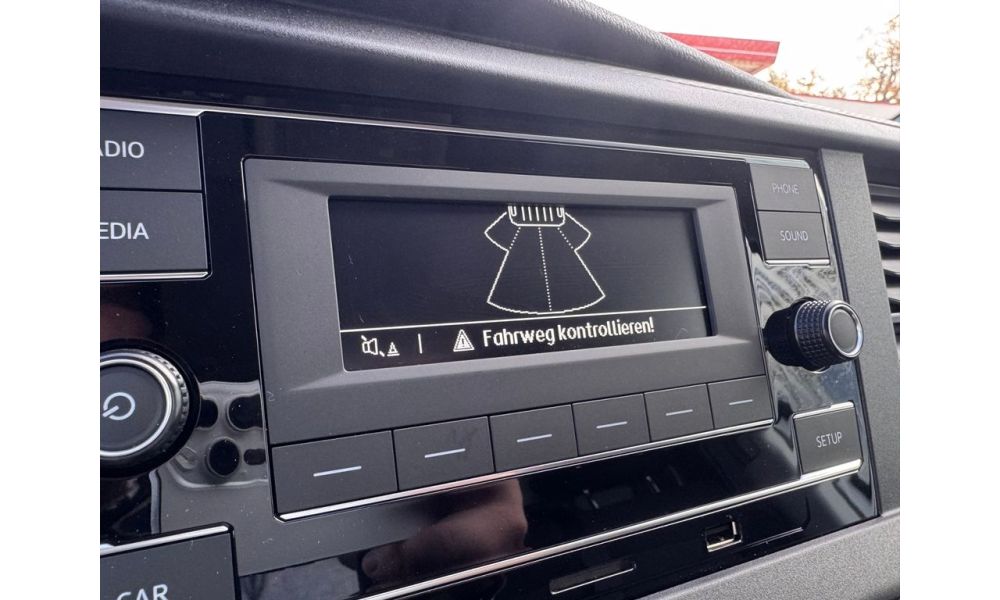 ADIO
PHONE
EDIA
SOUND
Fahrweg kontrollieren!
SETUP
CAR